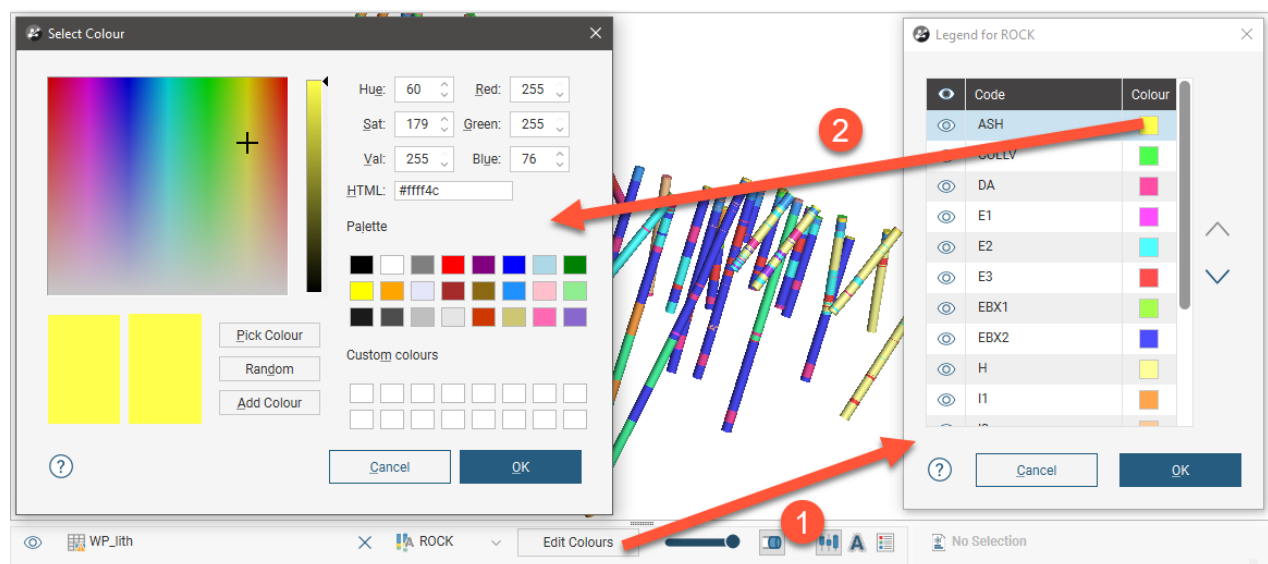 Select Colour
Hue: 60 Red: 255
Sat: 179 Green: 255
Val: 255 Blue: 76
HTML: #ffff4c
Palette
Pick Colour
Random
Add Colour
Custom colours
? Cancel OK
2
Legend for ROCK
Code Colour
ASH
COLLV
DA
E1
E2
E3
EBX1
EBX2
H
I1
? Cancel OK
1
WP_lith ROCK Edit Colours A No Selection